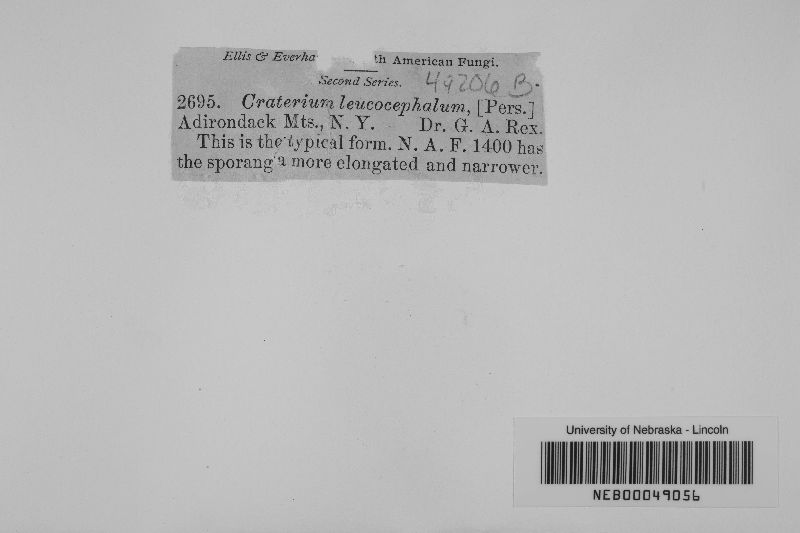 Ellis & Everha th American Fungi.
Second Series. 49206 B.
2695. Craterium leucocephalum, [Pers.]
Adirondack Mts., N. Y. Dr. G. A. Rex.
This is the typical form. N. A. F. 1400 has
the sporangia more elongated and narrower.
University of Nebraska - Lincoln
NEB00049056